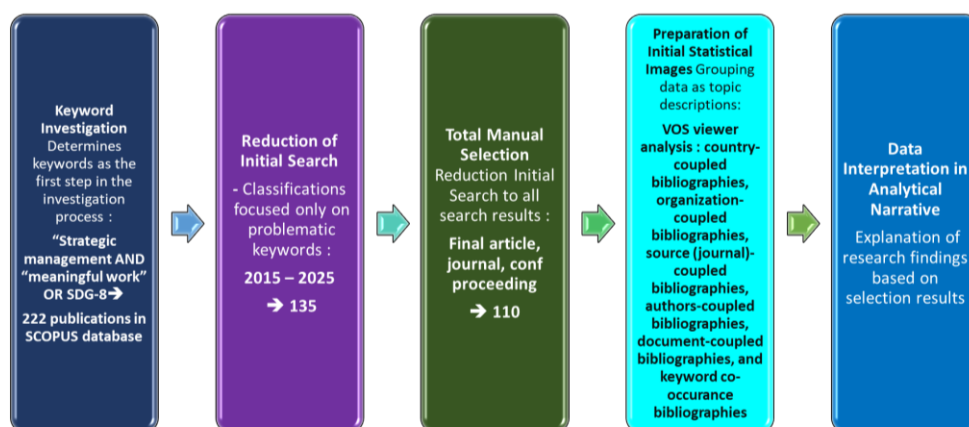 Keyword
Investigation
Determines
keywords as the
first step in the
investigation
process :
“Strategic
management AND
“meaningful work”
OR SDG-8➔
222 publications in
SCOPUS database
Reduction of
Initial Search
- Classifications
focused only on
problematic
keywords :
2015 – 2025
➔ 135
Total Manual
Selection
Reduction Initial
Search to all
search results :
Final article,
journal, conf
proceeding
➔ 110
Preparation of
Initial Statistical
Images Grouping
data as topic
descriptions:
VOS viewer
analysis : country-
coupled
bibliographies,
organization-
coupled
bibliographies,
source (journal)-
coupled
bibliographies,
authors-coupled
bibliographies,
document-coupled
bibliographies, and
keyword co-
occurance
bibliographies
Data
Interpretation in
Analytical
Narrative
Explanation of
research findings
based on
selection results